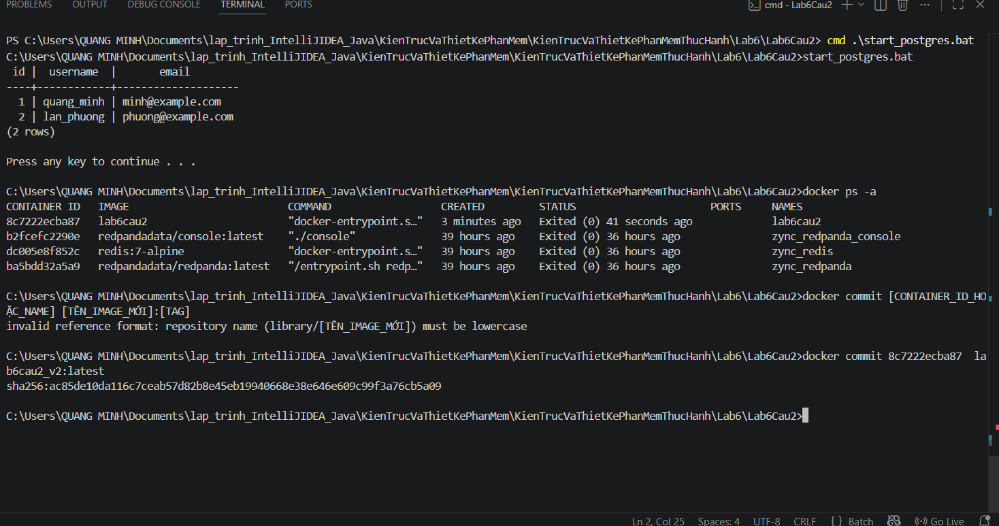 PROBLEMS OUTPUT DEBUG CONSOLE TERMINAL PORTS cmd - Lab6Cau2
PS C:\Users\QUANG MINH\Documents\lap_trinh_IntelliJIDEA_Java\KienTrucVaThietKePhanMem\KienTrucVaThietKePhanMemThucHanh\Lab6\Lab6Cau2> cmd .\start_postgres.bat
C:\Users\QUANG MINH\Documents\lap_trinh_IntelliJIDEA_Java\KienTrucVaThietKePhanMem\KienTrucVaThietKePhanMemThucHanh\Lab6\Lab6Cau2>start_postgres.bat
 id |  username  |       email
----+------------+--------------------
  1 | quang_minh | minh@example.com
  2 | lan_phuong | phuong@example.com
(2 rows)
Press any key to continue . . .
C:\Users\QUANG MINH\Documents\lap_trinh_IntelliJIDEA_Java\KienTrucVaThietKePhanMem\KienTrucVaThietKePhanMemThucHanh\Lab6\Lab6Cau2>docker ps -a
CONTAINER ID   IMAGE                          COMMAND                  CREATED         STATUS                      PORTS     NAMES
8c7222ecba87   lab6cau2                       "docker-entrypoint.s…"   3 minutes ago   Exited (0) 41 seconds ago             lab6cau2
b2fcefc2290e   redpandadata/console:latest    "./console"              39 hours ago    Exited (0) 36 hours ago               zync_redpanda_console
dc005e8f852c   redis:7-alpine                 "docker-entrypoint.s…"   39 hours ago    Exited (0) 36 hours ago               zync_redis
ba5bdd32a5a9   redpandadata/redpanda:latest   "/entrypoint.sh redp…"   39 hours ago    Exited (0) 36 hours ago               zync_redpanda
C:\Users\QUANG MINH\Documents\lap_trinh_IntelliJIDEA_Java\KienTrucVaThietKePhanMem\KienTrucVaThietKePhanMemThucHanh\Lab6\Lab6Cau2>docker commit [CONTAINER_ID_HO
ẶC_NAME] [TÊN_IMAGE_MỚI]:[TAG]
invalid reference format: repository name (library/[TÊN_IMAGE_MỚI]) must be lowercase
C:\Users\QUANG MINH\Documents\lap_trinh_IntelliJIDEA_Java\KienTrucVaThietKePhanMem\KienTrucVaThietKePhanMemThucHanh\Lab6\Lab6Cau2>docker commit 8c7222ecba87  la
b6cau2_v2:latest
sha256:ac85de10da116c7ceab57d82b8e45eb19940668e38e646e609c99f3a76cb5a09
C:\Users\QUANG MINH\Documents\lap_trinh_IntelliJIDEA_Java\KienTrucVaThietKePhanMem\KienTrucVaThietKePhanMemThucHanh\Lab6\Lab6Cau2>
Ln 2, Col 25 Spaces: 4 UTF-8 CRLF { } Batch Go Live